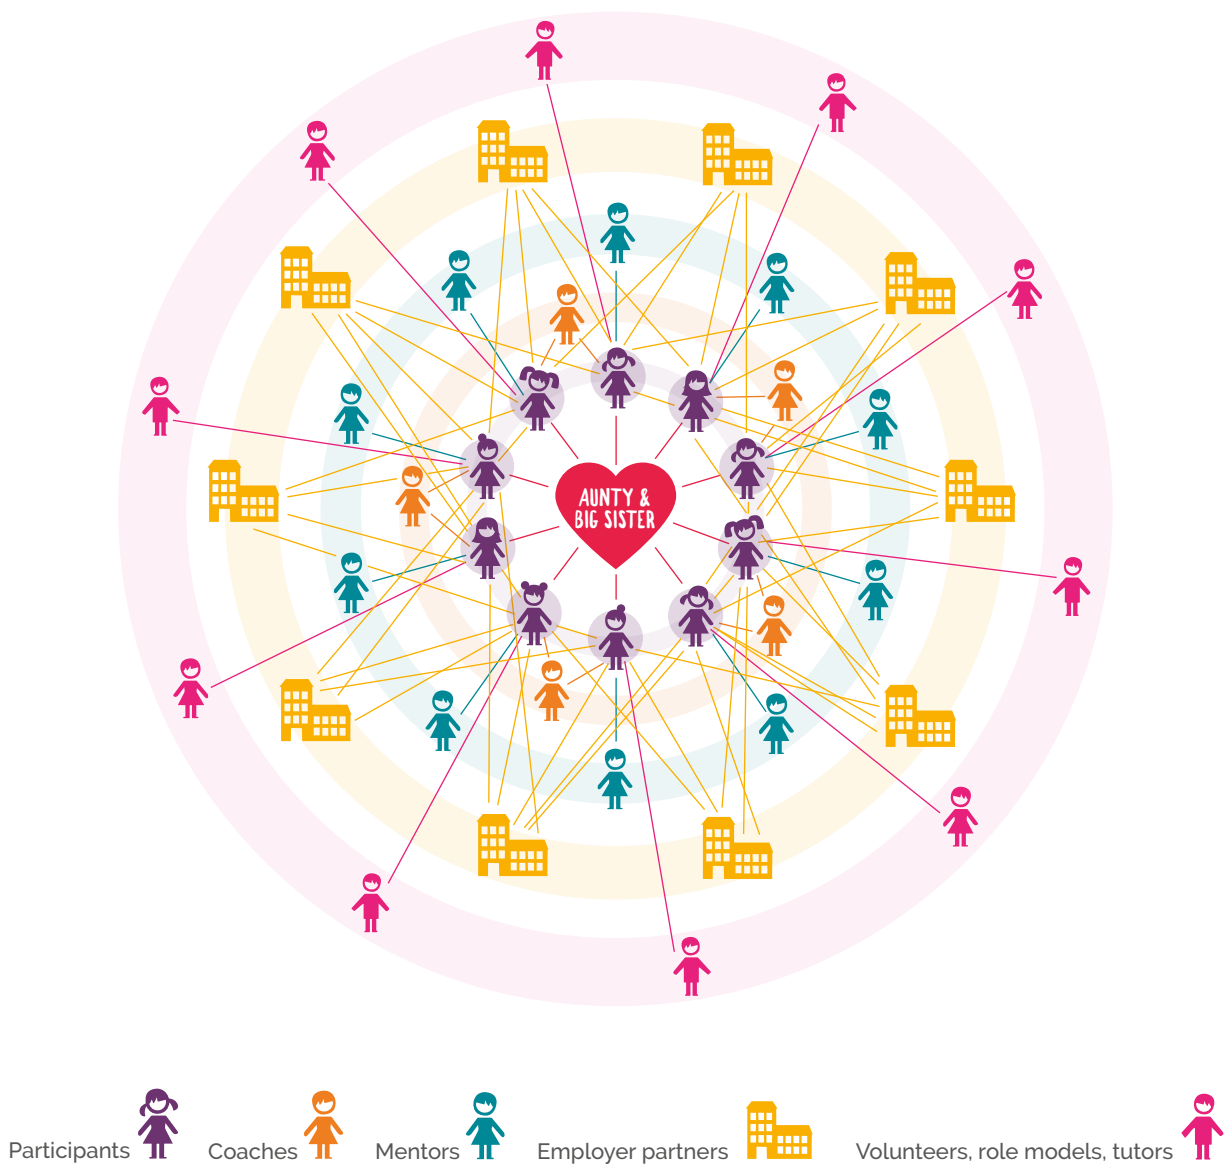 AUNTY &
BIG SISTER
Participants
Coaches
Mentors
Employer partners
Volunteers, role models, tutors